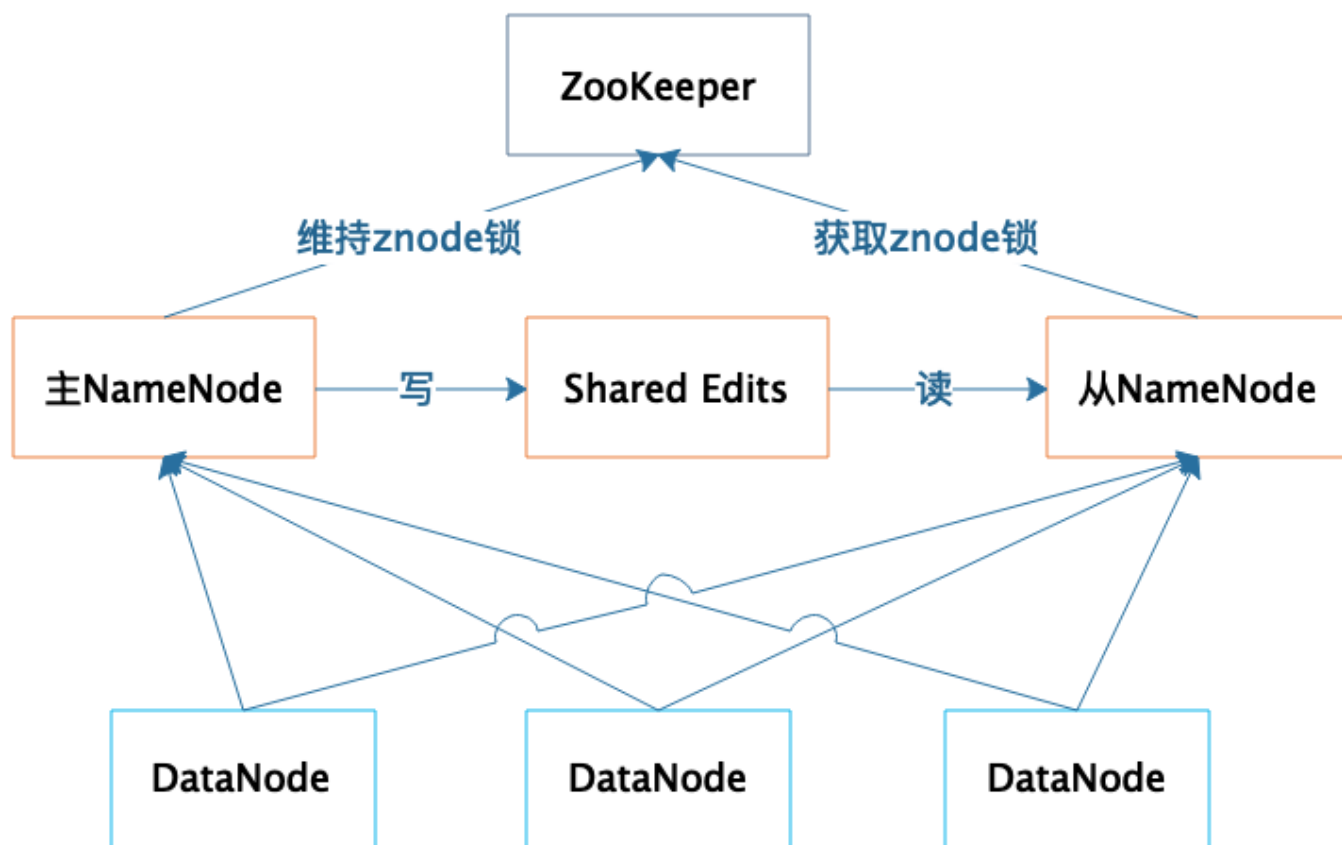 ZooKeeper
维持znode锁
获取znode锁
主NameNode
写
Shared Edits
读
从NameNode
DataNode
DataNode
DataNode